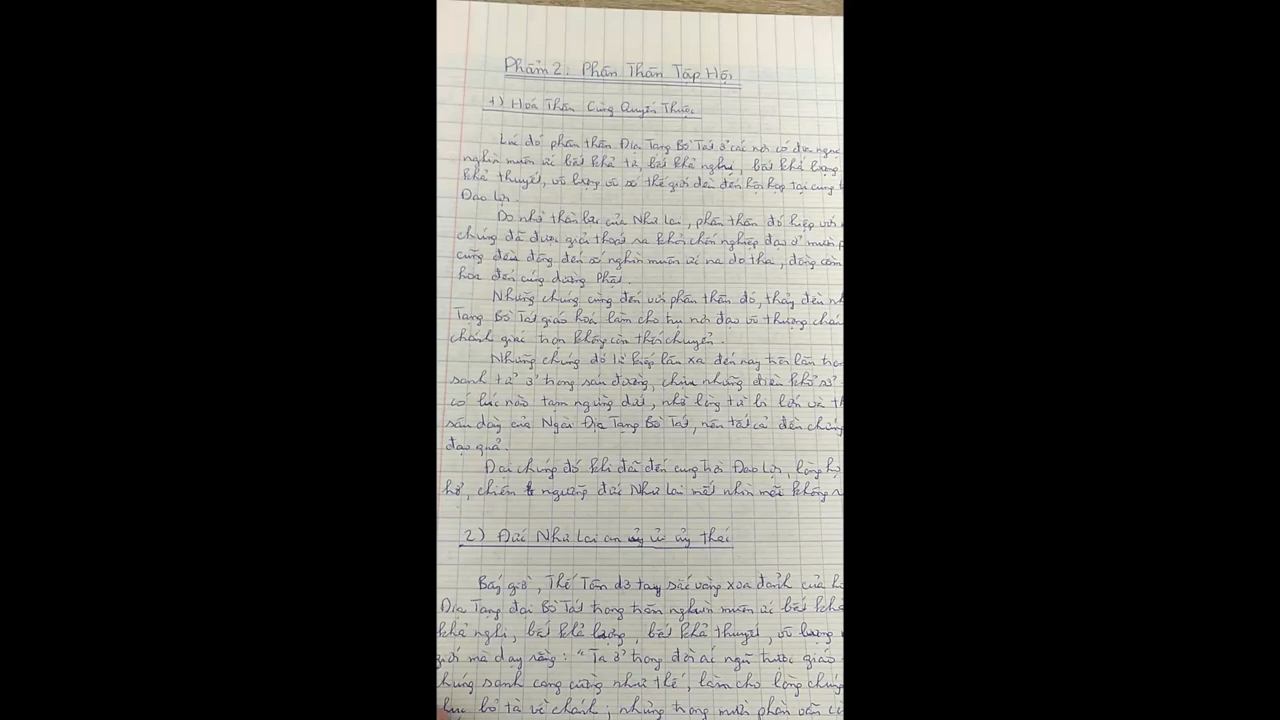 Phẩm 2: Phân Thân Tập Hội
1) Hoá Thân Cùng Quyến Thuộc
Lúc đó phân thân Địa Tạng Bồ Tát ở các nơi có địa ngục
nghìn muôn ức bất khả tư, bất khả nghị, bất khả lượng
khả thuyết, vô lượng vô số thế giới đều đến hội họp tại cung
Đao Lợi.
Do nhờ thần lực của Như Lai, phân thân đó hiệp với
chúng đã được giải thoát ra khỏi chốn nghiệp đạo ở mười
cũng đều đông đến số nghìn muôn ức na do tha, đồng cầm
hoa đến cúng dường Phật.
Những chúng cùng đến với phân thân đó, thảy đều
Tạng Bồ Tát giáo hoá làm cho trụ nơi đạo vô thượng
chánh giác trọn không còn thối chuyển.
Những chúng đó là kiếp lâu xa đến nay trôi lăn
sanh tử ở trong sáu đường, chịu những điều khổ sở
có lúc nào tạm ngừng dứt, nhờ lòng từ bi lớn và
sâu dày của Ngài Địa Tạng Bồ Tát, nên tất cả đến chứng
đạo quả.
Đại chúng đó khi đã đến cung trời Đao Lợi, lòng họ
hở, chiêm ngưỡng đức Như Lai mắt nhìn mãi không
2) Đức Như Lai an ủi ủy thác
Bấy giờ, Thế Tôn dơ tay sắc vàng xoa đảnh của
Địa Tạng đại Bồ Tát trong trăm nghìn muôn ức bất
khả nghị, bất khả lượng, bất khả thuyết, vô lượng
giới mà dạy rằng: "Ta ở trong đời ác ngũ trược giáo
chúng sanh cang cường như thế, làm cho lòng
bỏ tà về chánh; nhưng trong mười phần vẫn